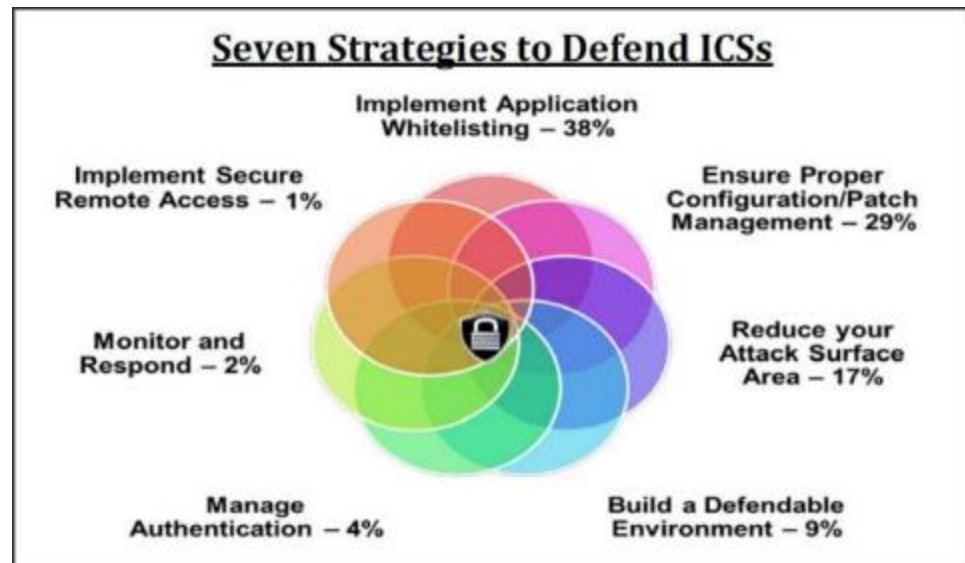 Seven Strategies to Defend ICSs
Implement Application
Whitelisting – 38%
Implement Secure
Remote Access – 1%
Ensure Proper
Configuration/Patch
Management – 29%
Monitor and
Respond – 2%
Reduce your
Attack Surface
Area – 17%
Manage
Authentication – 4%
Build a Defendable
Environment – 9%